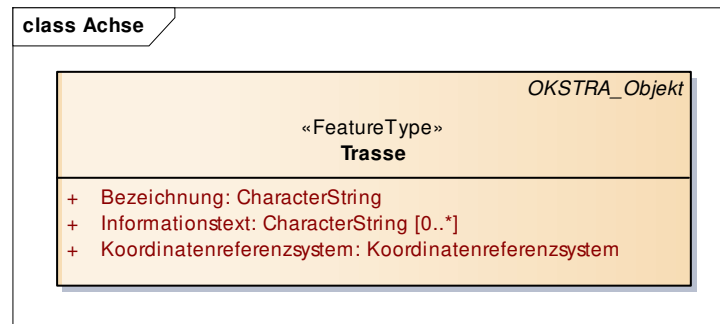 class Achse
OKSTRA_Objekt
«FeatureType»
Trasse
+ Bezeichnung: CharacterString
+ Informationstext: CharacterString [0..*]
+ Koordinatenreferenzsystem: Koordinatenreferenzsystem